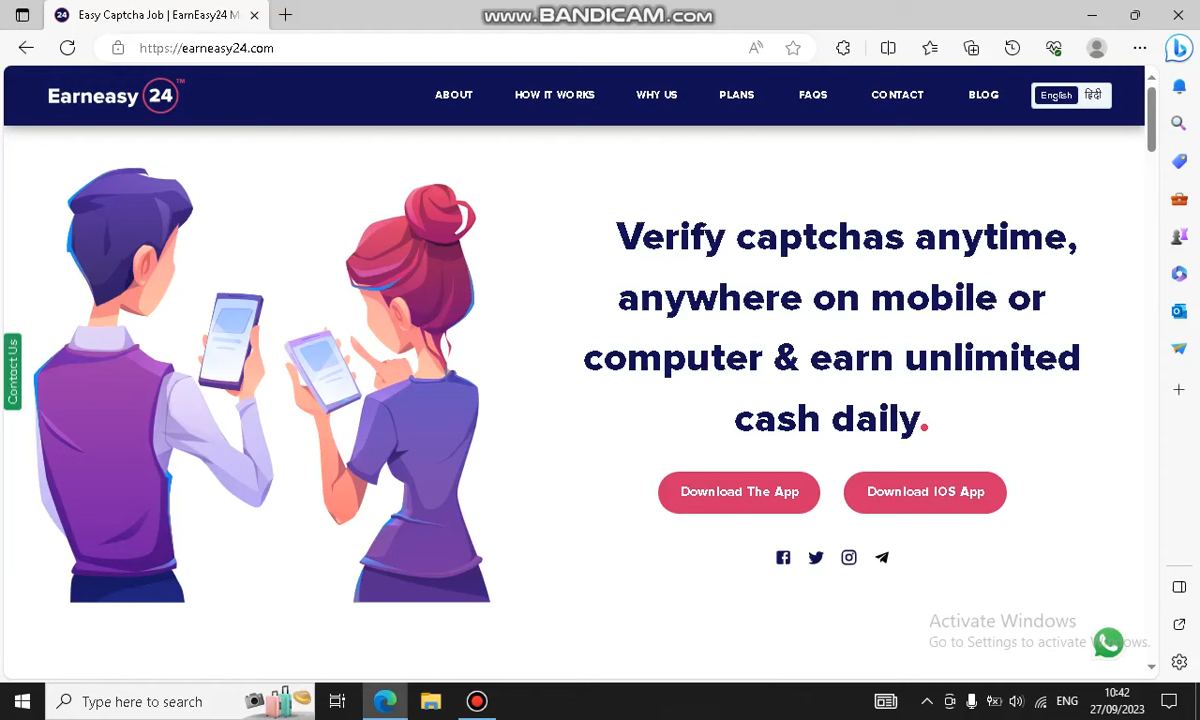 www.BANDICAM.com
Easy Captcha Job | EarnEasy24 M
https://earneasy24.com
Earneasy 24 ™
ABOUT
HOW IT WORKS
WHY US
PLANS
FAQS
CONTACT
BLOG
English
हिंदी
Verify captchas anytime,
anywhere on mobile or
computer & earn unlimited
cash daily.
Download The App
Download IOS App
Contact Us
Activate Windows
Go to Settings to activate Windows.
Type here to search
ENG
10:42
27/09/2023